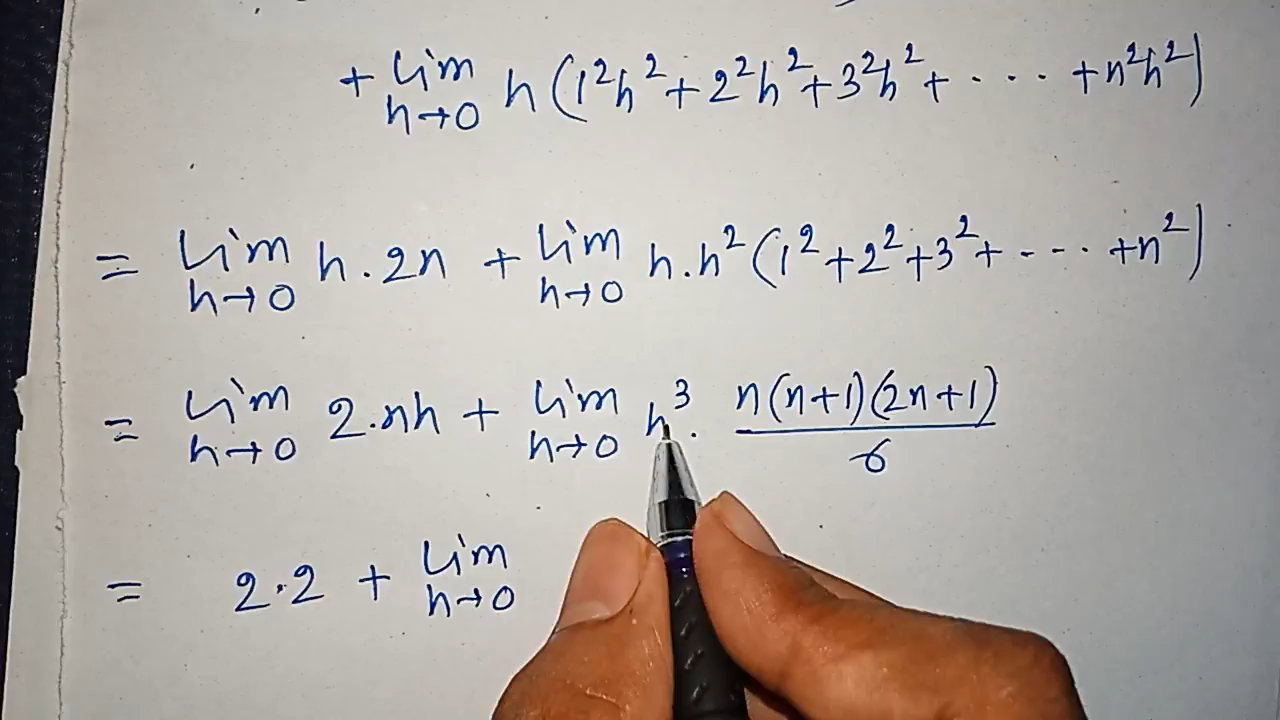 + lim h→0 h(1²h² + 2²h² + 3²h² + . . . . + n²h²)
= lim h→0 h . 2n + lim h→0 h . h² (1² + 2² + 3² + - - - . + n²)
= lim h→0 2 . nh + lim h→0 h³ . n(n+1)(2n+1)/6
= 2 . 2 + lim h→0